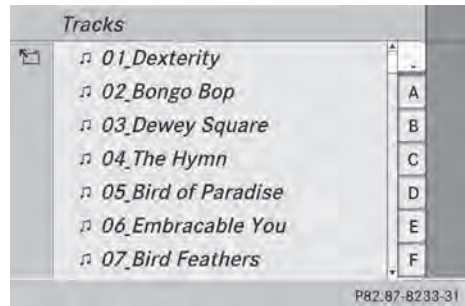 Tracks
01_Dexterity
02_Bongo Bop
03_Dewey Square
04_The Hymn
05_Bird of Paradise
06_Embracable You
07_Bird Feathers
A
B
C
D
E
F
P82.87-8233-31